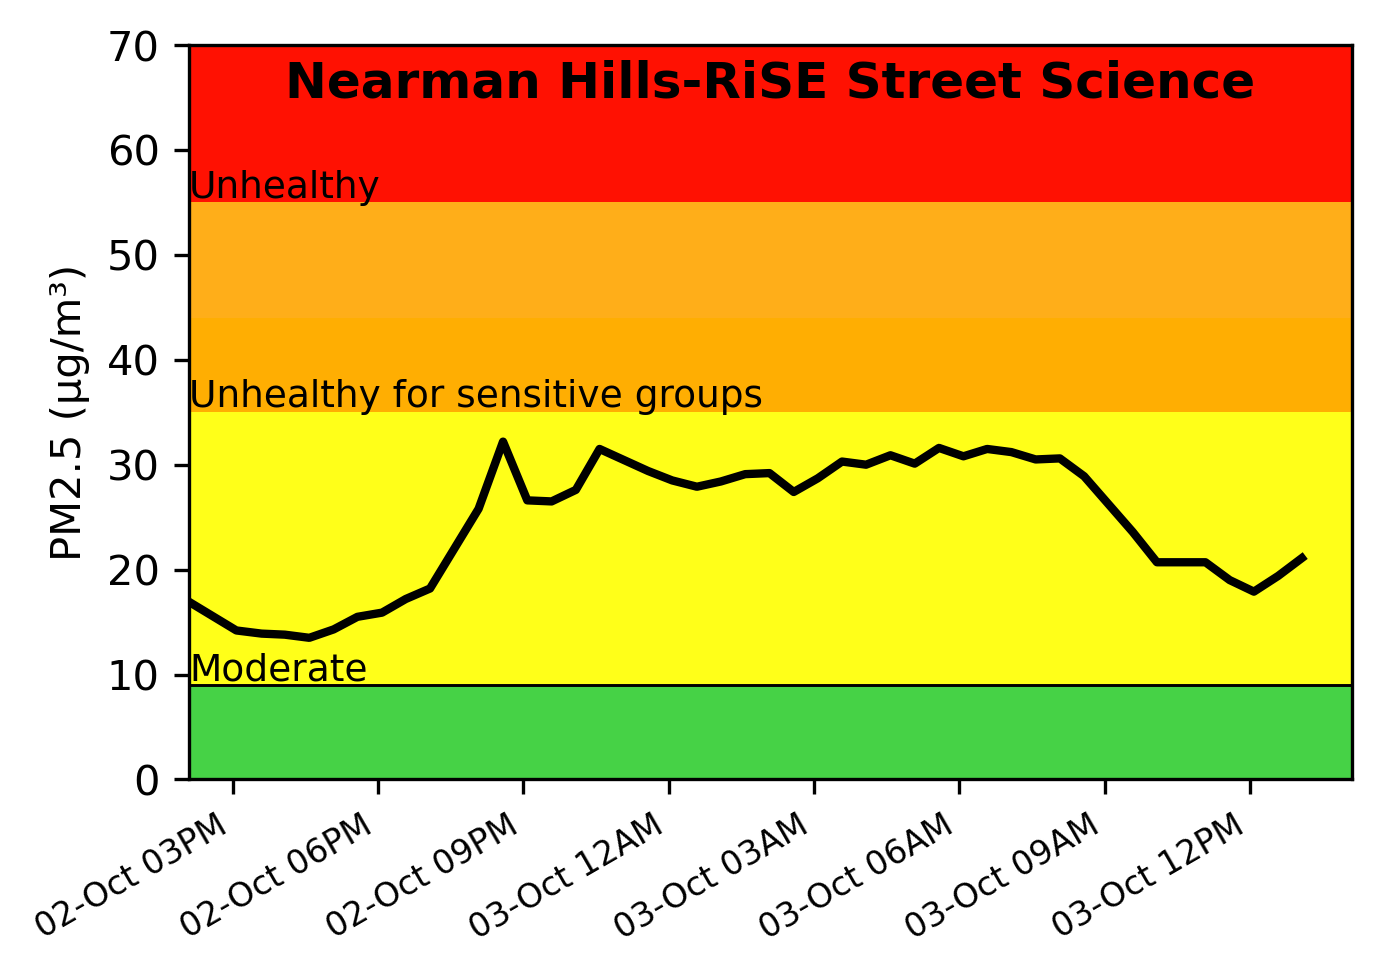 Nearman Hills-RiSE Street Science
70
60
Unhealthy
50
40
Unhealthy for sensitive groups
30
20
10
Moderate
0
PM2.5 (µg/m³)
02-Oct 03PM
02-Oct 06PM
02-Oct 09PM
03-Oct 12AM
03-Oct 03AM
03-Oct 06AM
03-Oct 09AM
03-Oct 12PM